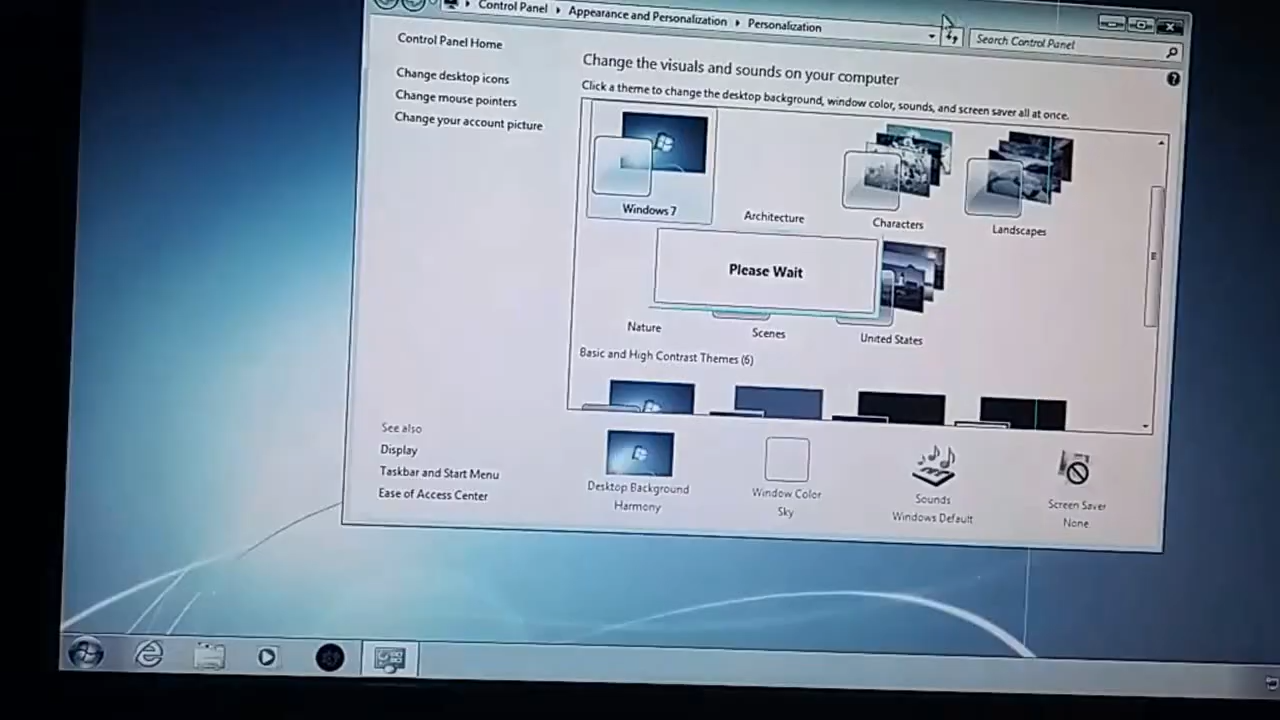 Control Panel Appearance and Personalization Personalization
Search Control Panel
Control Panel Home
Change desktop icons
Change mouse pointers
Change your account picture
Change the visuals and sounds on your computer
Click a theme to change the desktop background, window color, sounds, and screen saver all at once.
Windows 7
Architecture
Characters
Landscapes
Please Wait
Nature
Scenes
United States
Basic and High Contrast Themes (6)
See also
Display
Taskbar and Start Menu
Ease of Access Center
Desktop Background
Harmony
Window Color
Sky
Sounds
Windows Default
Screen Saver
None